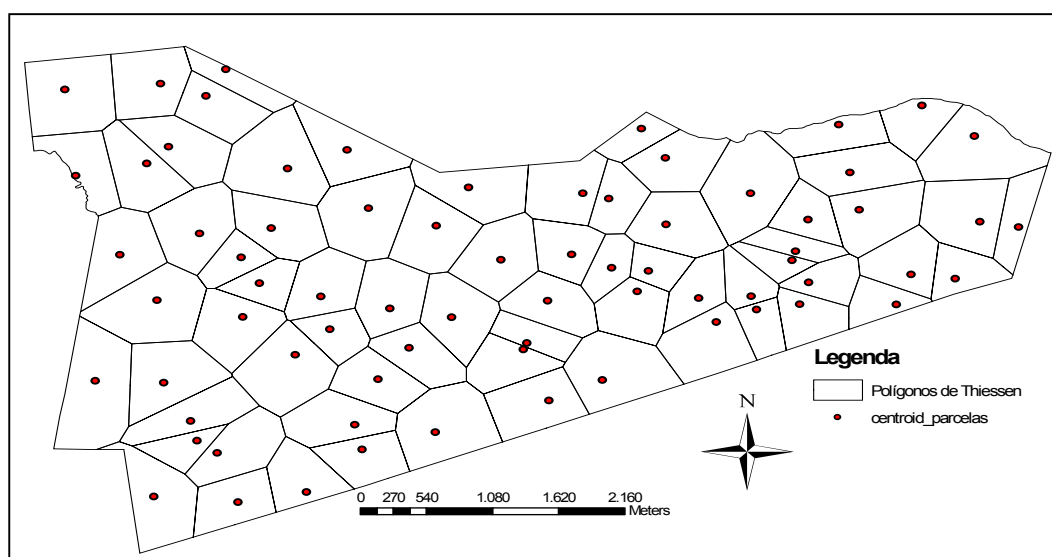 Legenda
Polígonos de Thiessen
centroid_parcelas
N
0 270 540 1.080 1.620 2.160
Meters